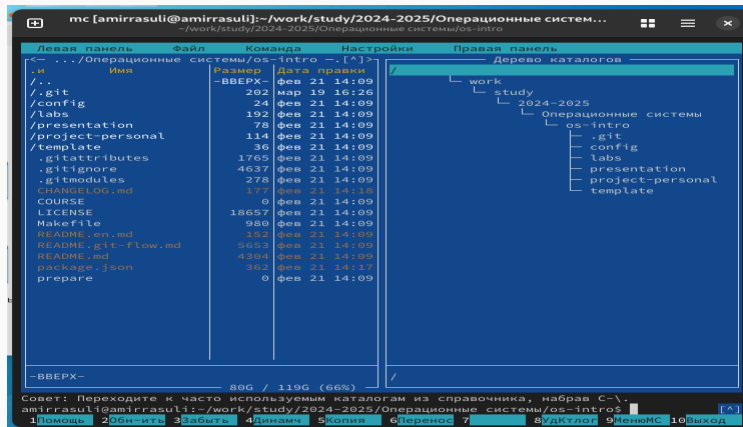 mc [amirrasuli@amirrasuli]:~/work/study/2024-2025/Операционные систем...
~/work/study/2024-2025/Операционные системы/os-intro
Левая панель Файл Команда Настройки Правая панель
<— .../Операционные системы/os-intro —.[^]>
.и Имя Размер Дата правки
/.. -ВВЕРХ- фев 21 14:09
/.git 202 мар 19 16:26
/config 24 фев 21 14:09
/labs 192 фев 21 14:09
/presentation 78 фев 21 14:09
/project-personal 114 фев 21 14:09
/template 36 фев 21 14:09
.gitattributes 1765 фев 21 14:09
.gitignore 4637 фев 21 14:09
.gitmodules 278 фев 21 14:09
CHANGELOG.md 177 фев 21 14:18
COURSE 0 фев 21 14:09
LICENSE 18657 фев 21 14:09
Makefile 980 фев 21 14:09
README.en.md 152 фев 21 14:09
README.git-flow.md 5653 фев 21 14:09
README.md 4304 фев 21 14:09
package.json 362 фев 21 14:17
prepare 0 фев 21 14:09
-ВВЕРХ-
80G / 119G (66%)
Дерево каталогов
/
work
study
2024-2025
Операционные системы
os-intro
.git
config
labs
presentation
project-personal
template
/
Совет: Переходите к часто используемым каталогам из справочника, набрав C-\.
amirrasuli@amirrasuli:~/work/study/2024-2025/Операционные системы/os-intro$ [^]
1Помощь 2Обн-ить 3Забыть 4Динамч 5Копия 6Перенос 7 8УдКтлог 9МенюMC 10Выход